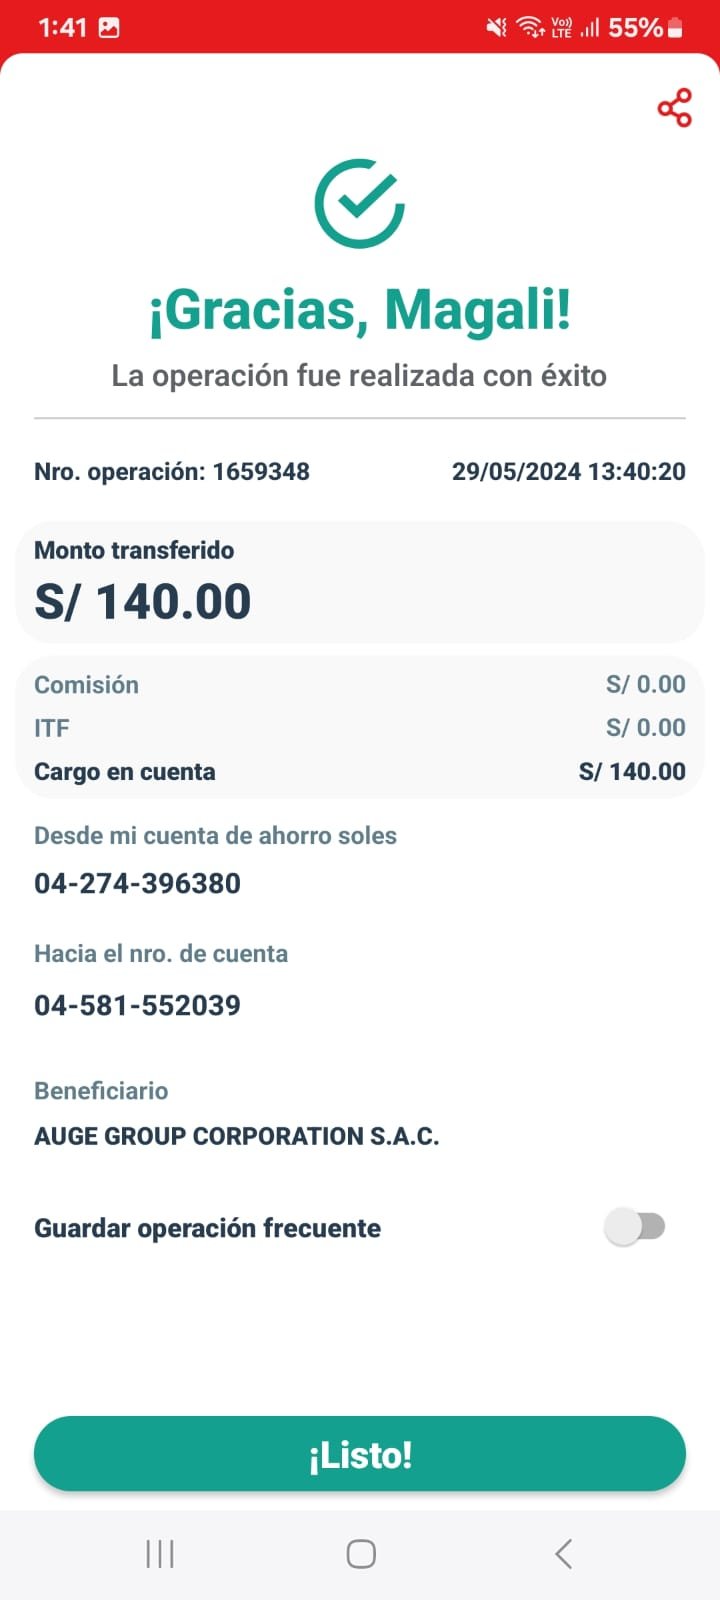 1:41
Vo)) LTE
55%
¡Gracias, Magali!
La operación fue realizada con éxito
Nro. operación: 1659348 29/05/2024 13:40:20
Monto transferido
S/ 140.00
Comisión S/ 0.00
ITF S/ 0.00
Cargo en cuenta S/ 140.00
Desde mi cuenta de ahorro soles
04-274-396380
Hacia el nro. de cuenta
04-581-552039
Beneficiario
AUGE GROUP CORPORATION S.A.C.
Guardar operación frecuente
¡Listo!